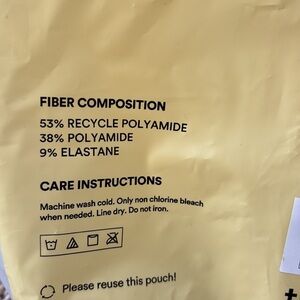 FIBER COMPOSITION
53% RECYCLE POLYAMIDE
38% POLYAMIDE
9% ELASTANE
CARE INSTRUCTIONS
Machine wash cold. Only non chlorine bleach
when needed. Line dry. Do not iron.
Please reuse this pouch!